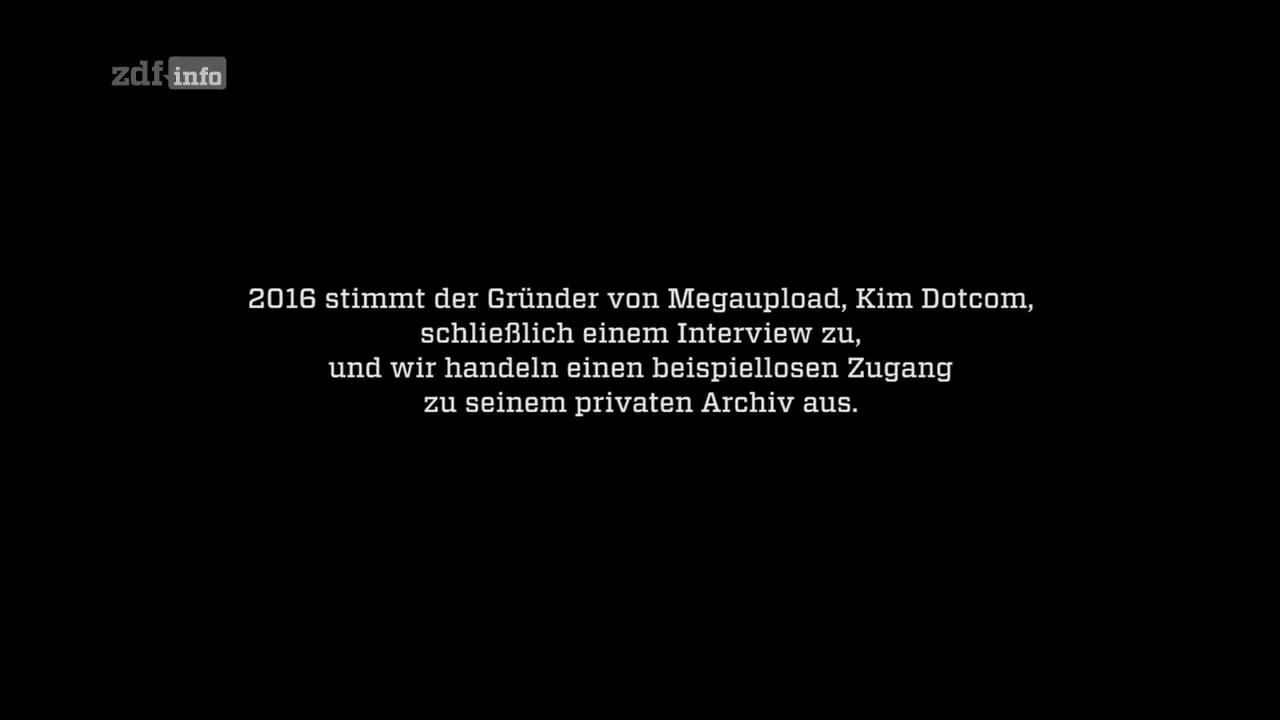 zdf info
2016 stimmt der Gründer von Megaupload, Kim Dotcom,
schließlich einem Interview zu,
und wir handeln einen beispiellosen Zugang
zu seinem privaten Archiv aus.